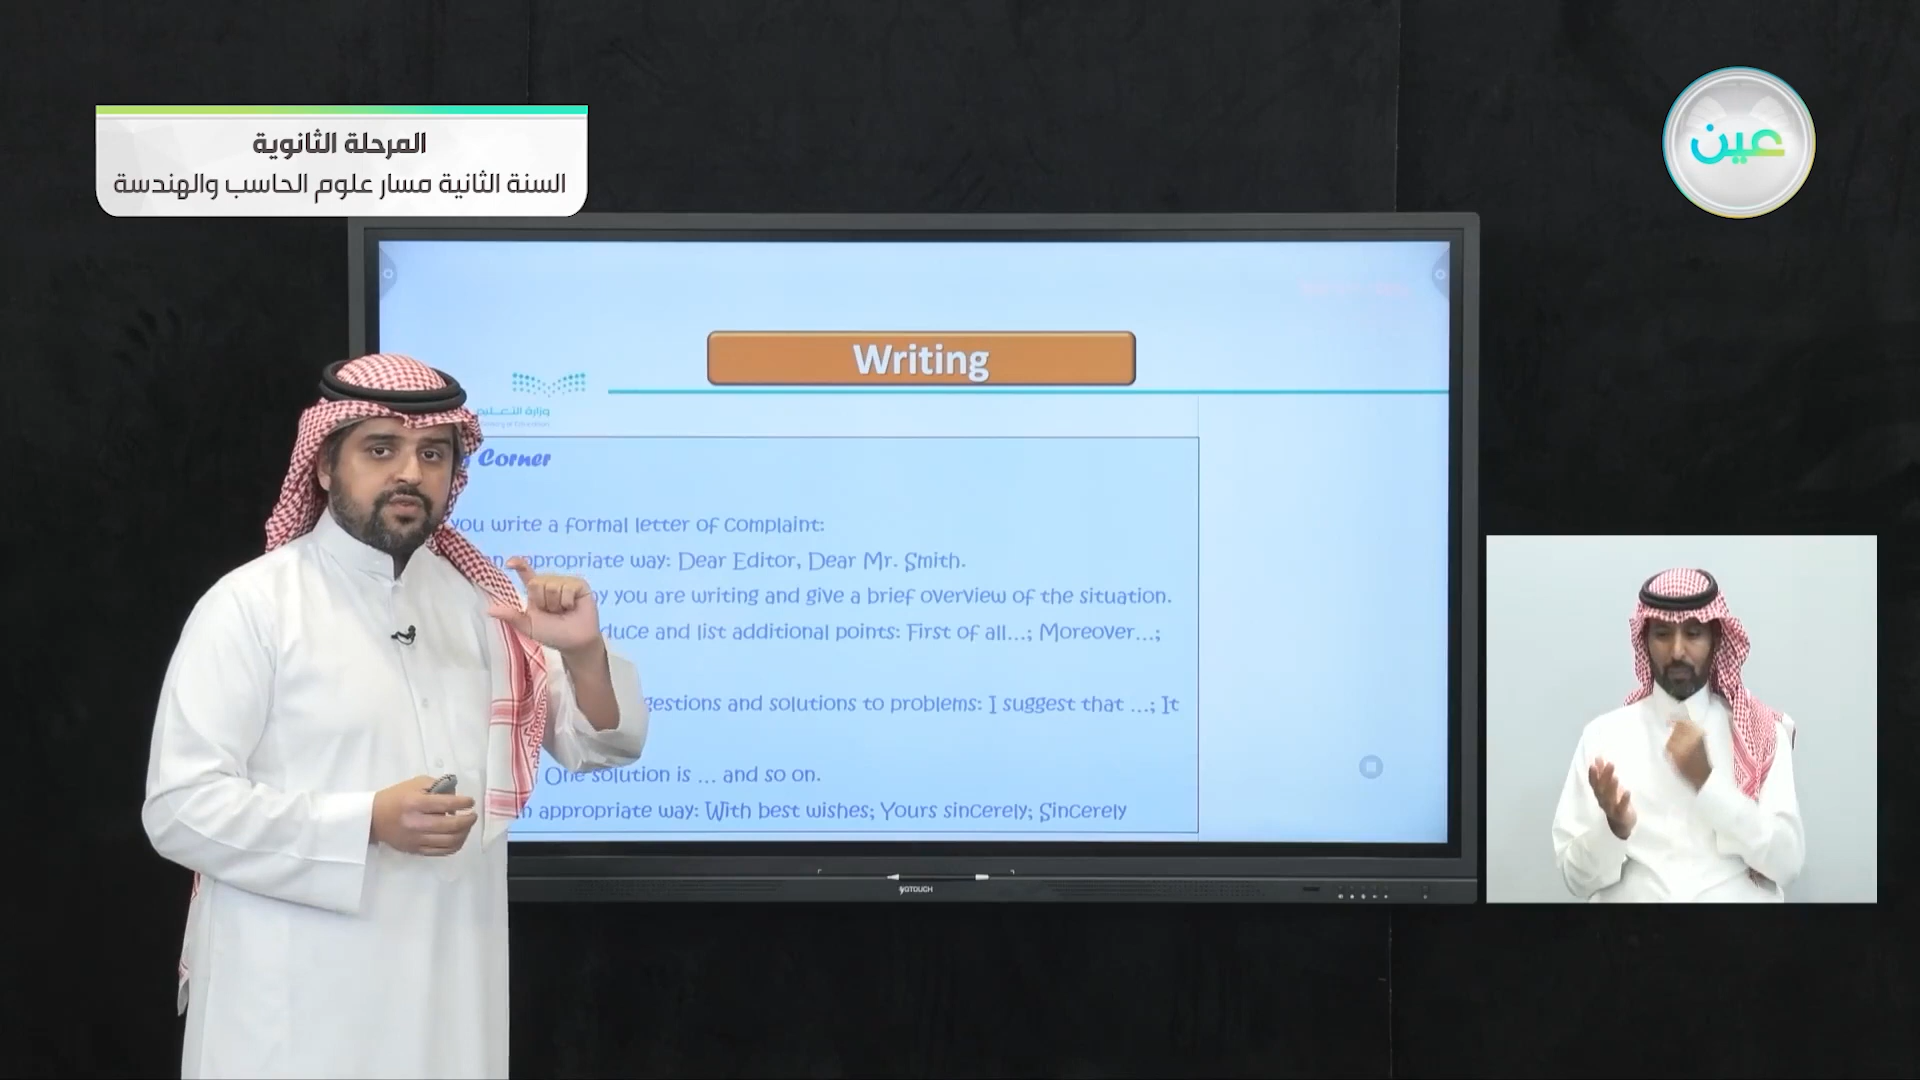 المرحلة الثانوية
السنة الثانية مسار علوم الحاسب والهندسة
عين
Writing
وزارة التعليم
Corner
you write a formal letter of complaint:
appropriate way: Dear Editor, Dear Mr. Smith.
you are writing and give a brief overview of the situation.
and list additional points: First of all...; Moreover...;
and solutions to problems: I suggest that ...; It
One solution is ... and so on.
appropriate way: With best wishes; Yours sincerely; Sincerely